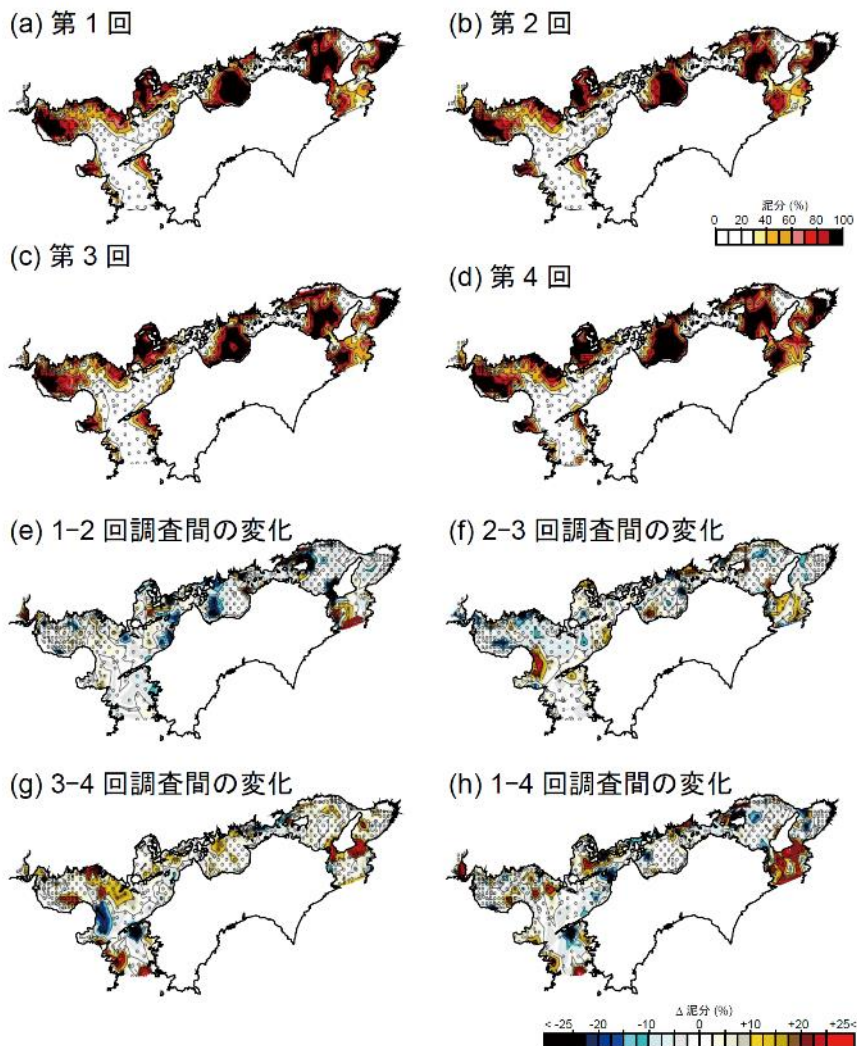 (a) 第 1 回
(b) 第 2 回
泥分 (%)
0 20 40 60 80 100
(c) 第 3 回
(d) 第 4 回
(e) 1-2 回調査間の変化
(f) 2-3 回調査間の変化
(g) 3-4 回調査間の変化
(h) 1-4 回調査間の変化
Δ 泥分 (%)
< -25 -20 -10 0 +10 +20 +25<